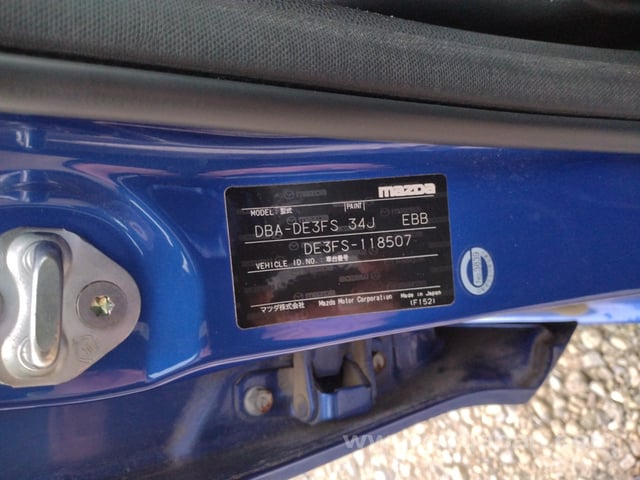 mazda
MODEL: 型式 PAINT
DBA-DE3FS 34J EBB
DE3FS-118507
VEHICLE ID.NO.: 車台番号
マツダ株式会社 Mazda Motor Corporation Made in Japan
(F152)